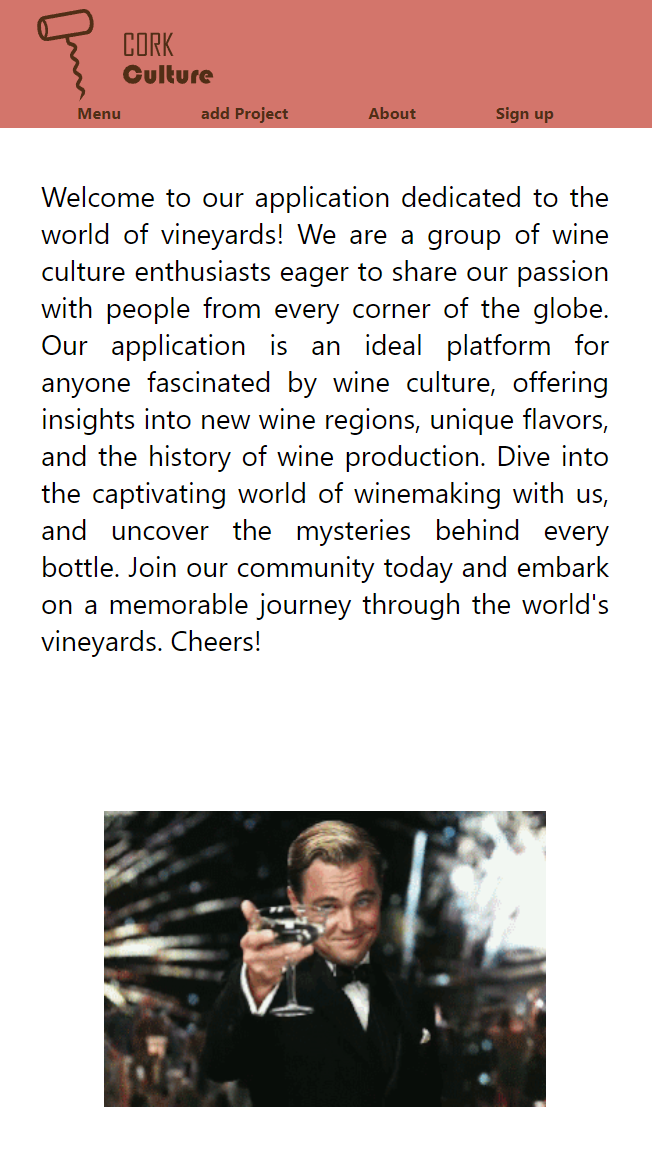 CORK
Culture
Menu add Project About Sign up
Welcome to our application dedicated to the
world of vineyards! We are a group of wine
culture enthusiasts eager to share our passion
with people from every corner of the globe.
Our application is an ideal platform for
anyone fascinated by wine culture, offering
insights into new wine regions, unique flavors,
and the history of wine production. Dive into
the captivating world of winemaking with us,
and uncover the mysteries behind every
bottle. Join our community today and embark
on a memorable journey through the world's
vineyards. Cheers!